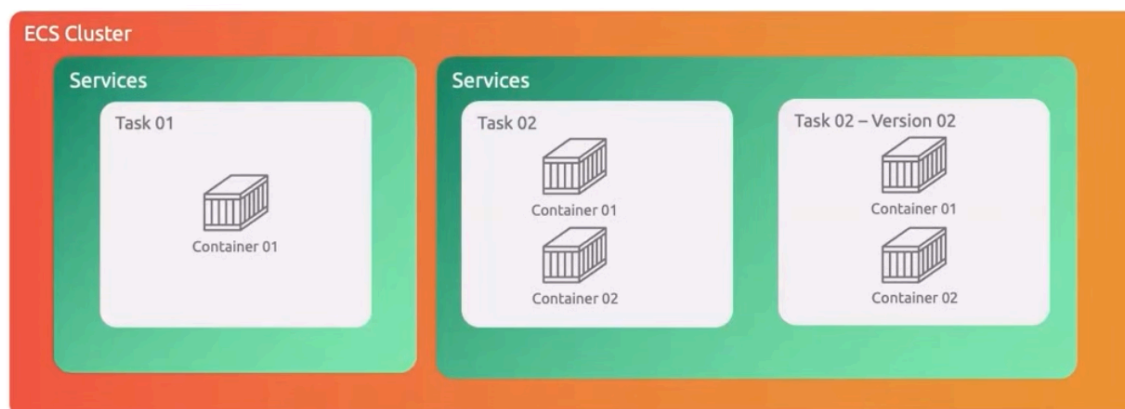 ECS Cluster
Services
Task 01
Container 01
Services
Task 02
Container 01
Container 02
Task 02 – Version 02
Container 01
Container 02